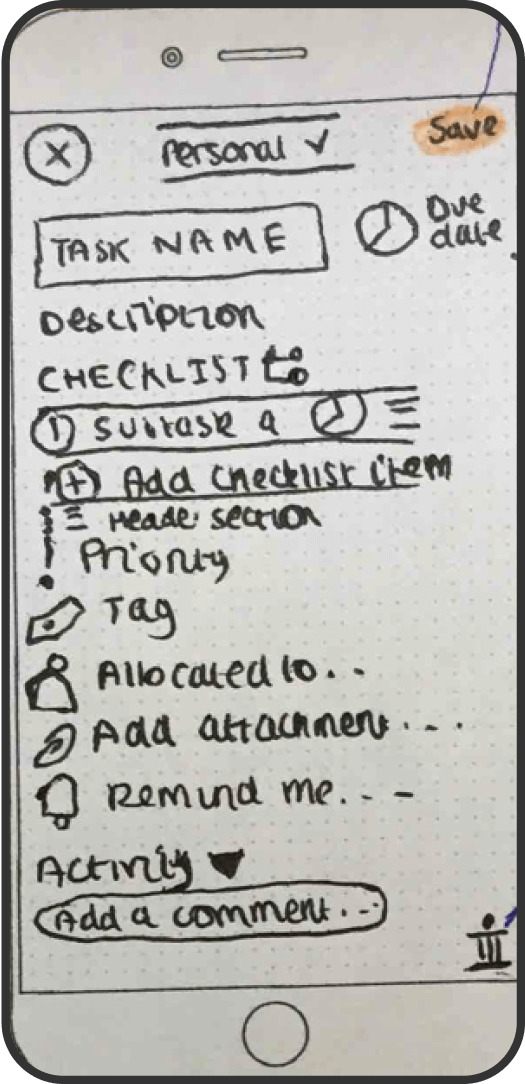 Save
Personal
TASK NAME
Due
date
Description
CHECKLIST
1 Subtask a
+ Add checklist item
Header section
Priority
Tag
Allocated to...
Add attachment...
Remind me...
Activity
Add a comment...